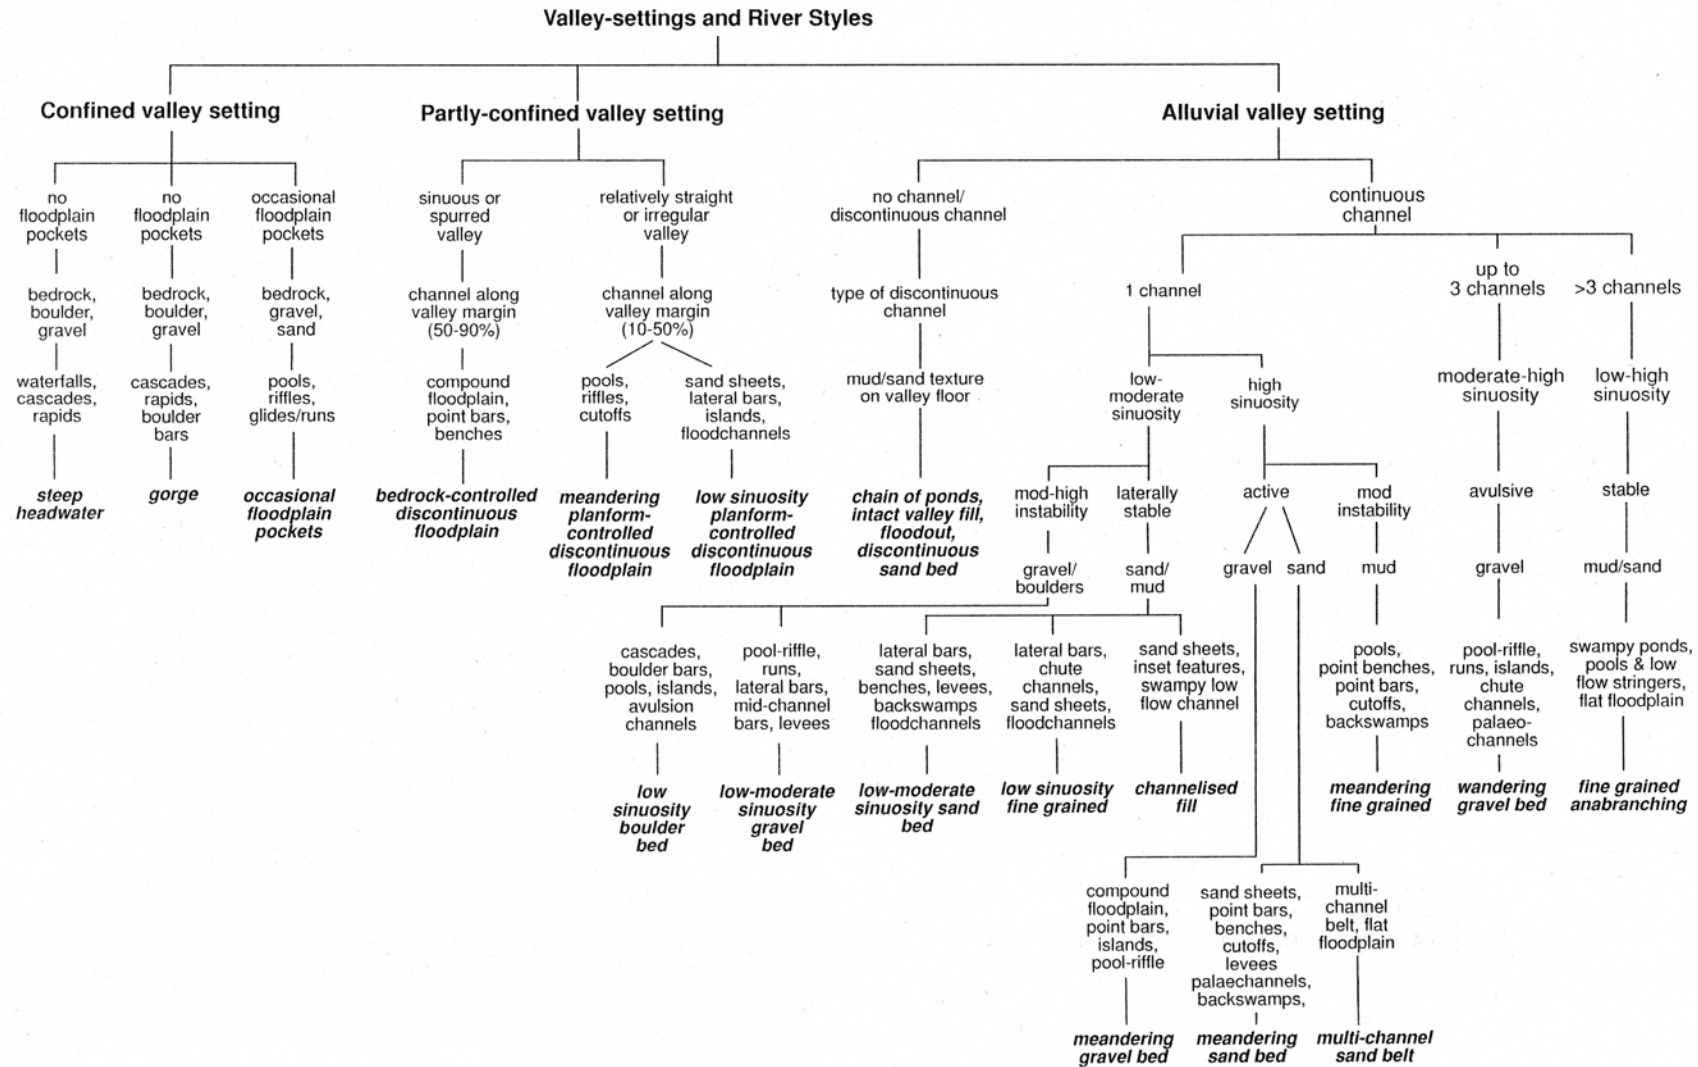 Valley-settings and River Styles
Confined valley setting
Partly-confined valley setting
Alluvial valley setting
no
floodplain
pockets
no
floodplain
pockets
occasional
floodplain
pockets
sinuous or
spurred
valley
relatively straight
or irregular
valley
no channel/
discontinuous channel
continuous
channel
bedrock,
boulder,
gravel
bedrock,
boulder,
gravel
bedrock,
gravel,
sand
channel along
valley margin
(50-90%)
channel along
valley margin
(10-50%)
type of discontinuous
channel
1 channel
up to
3 channels
>3 channels
waterfalls,
cascades,
rapids
cascades,
rapids,
boulder
bars
pools,
riffles,
glides/runs
compound
floodplain,
point bars,
benches
pools,
riffles,
cutoffs
sand sheets,
lateral bars,
islands,
floodchannels
mud/sand texture
on valley floor
low-
moderate
sinuosity
high
sinuosity
moderate-high
sinuosity
low-high
sinuosity
steep
headwater
gorge
occasional
floodplain
pockets
bedrock-controlled
discontinuous
floodplain
meandering
planform-
controlled
discontinuous
floodplain
low sinuosity
planform-
controlled
discontinuous
floodplain
chain of ponds,
intact valley fill,
floodout,
discontinuous
sand bed
mod-high
instability
laterally
stable
active
mod
instability
avulsive
stable
gravel/
boulders
sand/
mud
gravel
sand
mud
gravel
mud/sand
cascades,
boulder bars,
pools, islands,
avulsion
channels
pool-riffle,
runs,
lateral bars,
mid-channel
bars, levees
lateral bars,
sand sheets,
benches, levees,
backswamps
floodchannels
lateral bars,
chute
channels,
sand sheets,
floodchannels
sand sheets,
inset features,
swampy low
flow channel
pools,
point benches,
point bars,
cutoffs,
backswamps
pool-riffle,
runs, islands,
chute
channels,
palaeo-
channels
swampy ponds,
pools & low
flow stringers,
flat floodplain
low
sinuosity
boulder
bed
low-moderate
sinuosity
gravel
bed
low-moderate
sinuosity sand
bed
low sinuosity
fine grained
channelised
fill
meandering
fine grained
wandering
gravel bed
fine grained
anabranching
compound
floodplain,
point bars,
islands,
pool-riffle
sand sheets,
point bars,
benches,
cutoffs,
levees
palaechannels,
backswamps,
multi-
channel
belt, flat
floodplain
meandering
gravel bed
meandering
sand bed
multi-channel
sand belt